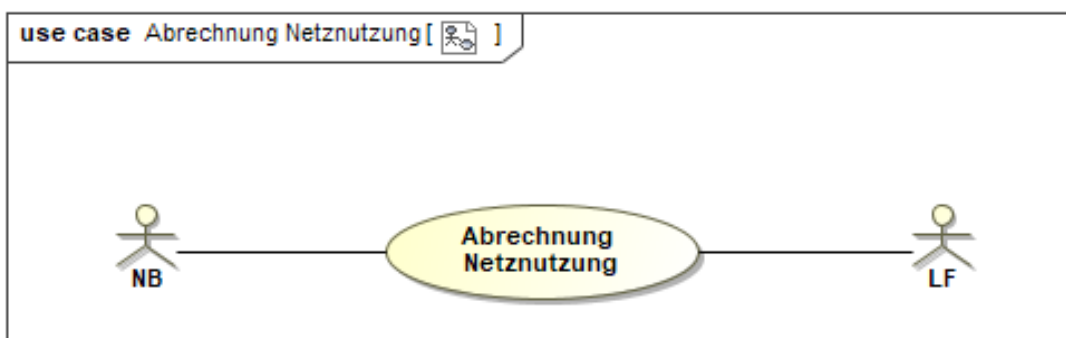 use case Abrechnung Netznutzung [ ]
Abrechnung
Netznutzung
NB
LF